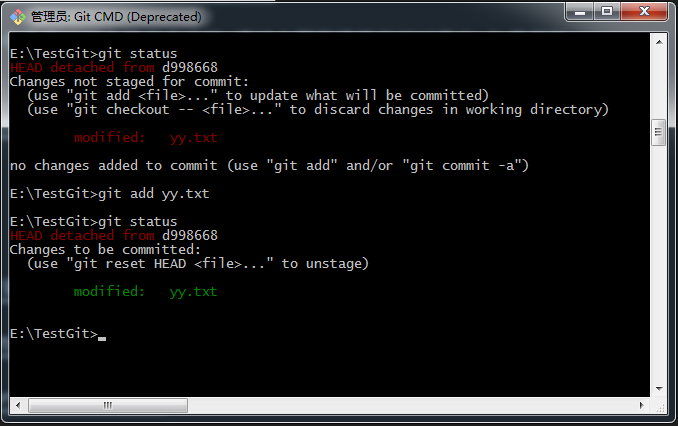 管理员: Git CMD (Deprecated)
E:\TestGit>git status
HEAD detached from d998668
Changes not staged for commit:
  (use "git add <file>..." to update what will be committed)
  (use "git checkout -- <file>..." to discard changes in working directory)
        modified:   yy.txt
no changes added to commit (use "git add" and/or "git commit -a")
E:\TestGit>git add yy.txt
E:\TestGit>git status
HEAD detached from d998668
Changes to be committed:
  (use "git reset HEAD <file>..." to unstage)
        modified:   yy.txt
E:\TestGit>